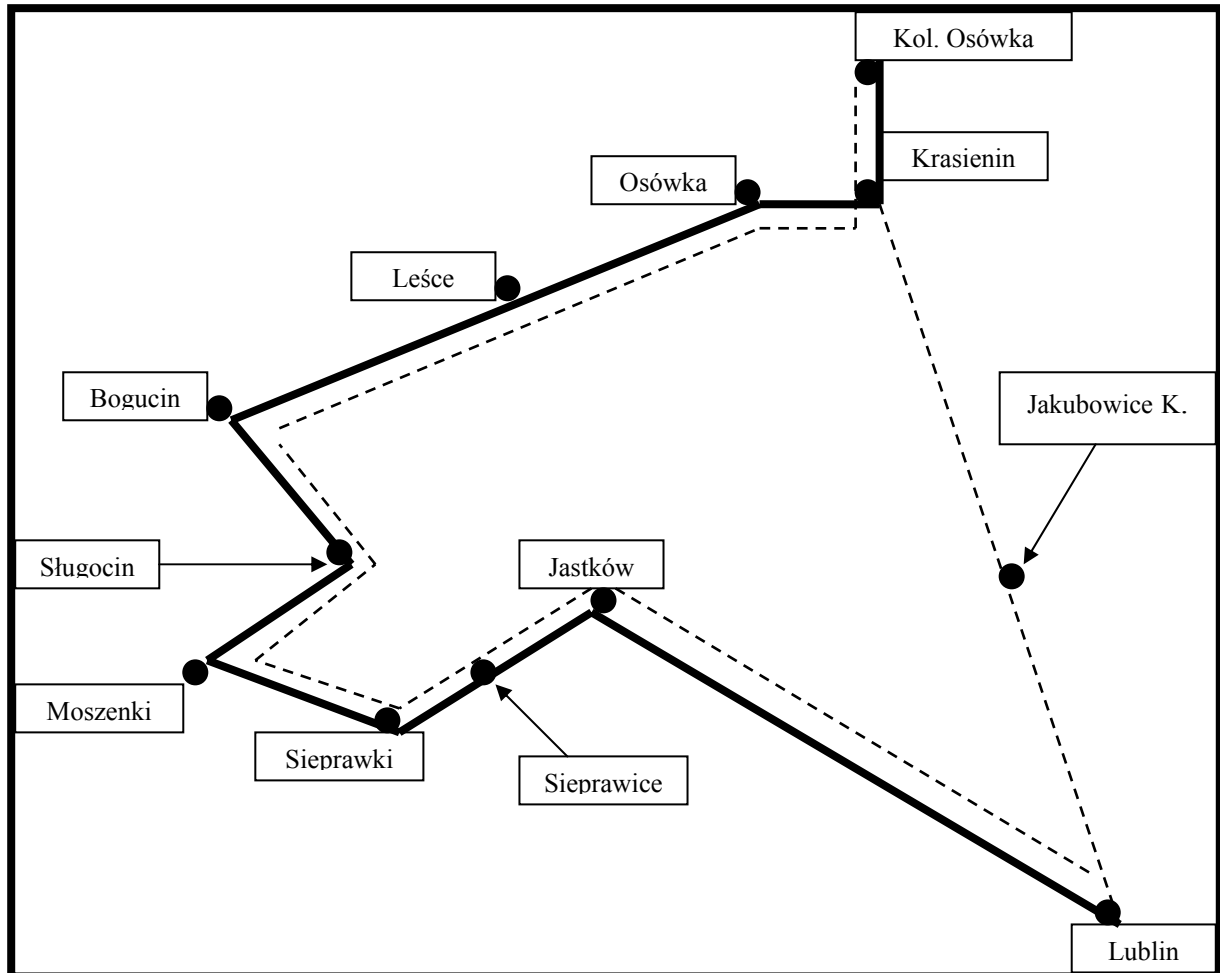 Kol. Osówka
Krasienin
Osówka
Leśce
Bogucin
Jakubowice K.
Sługocin
Jastków
Moszenki
Sieprawki
Sieprawice
Lublin